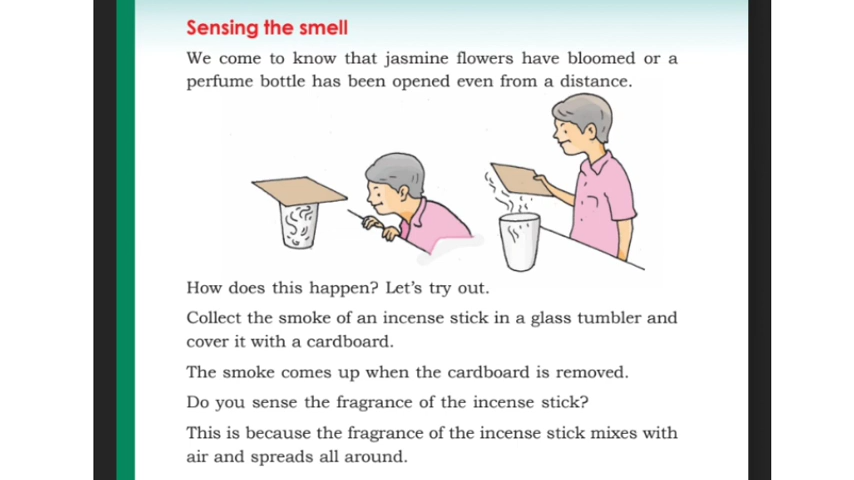 Sensing the smell
We come to know that jasmine flowers have bloomed or a
perfume bottle has been opened even from a distance.
How does this happen? Let's try out.
Collect the smoke of an incense stick in a glass tumbler and
cover it with a cardboard.
The smoke comes up when the cardboard is removed.
Do you sense the fragrance of the incense stick?
This is because the fragrance of the incense stick mixes with
air and spreads all around.